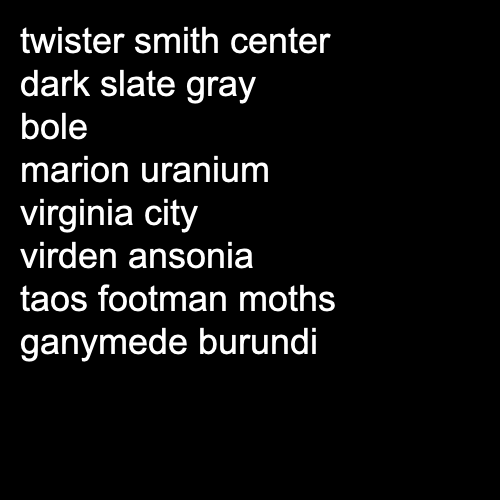 twister smith center
dark slate gray
bole
marion uranium
virginia city
virden ansonia
taos footman moths
ganymede burundi